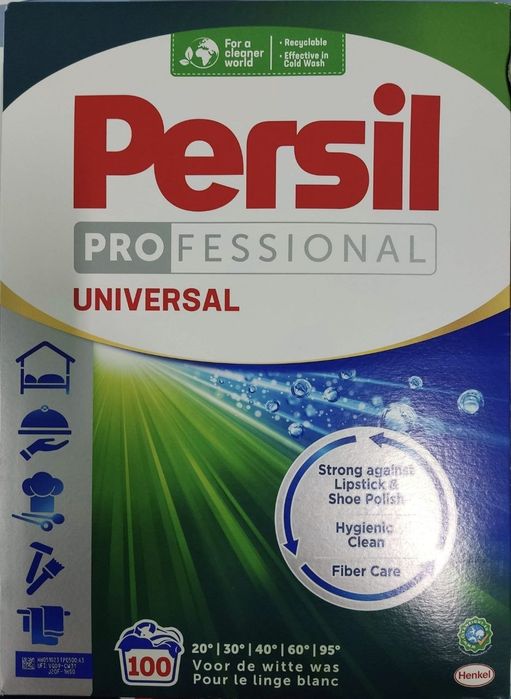 For a
cleaner
world
• Recyclable
• Effective in
Cold Wash
Persil
PROFESSIONAL
UNIVERSAL
Strong against
Lipstick &
Shoe Polish
Hygienic
Clean
Fiber Care
100
20° | 30° | 40° | 60° | 95°
Voor de witte was
Pour le linge blanc
Henkel